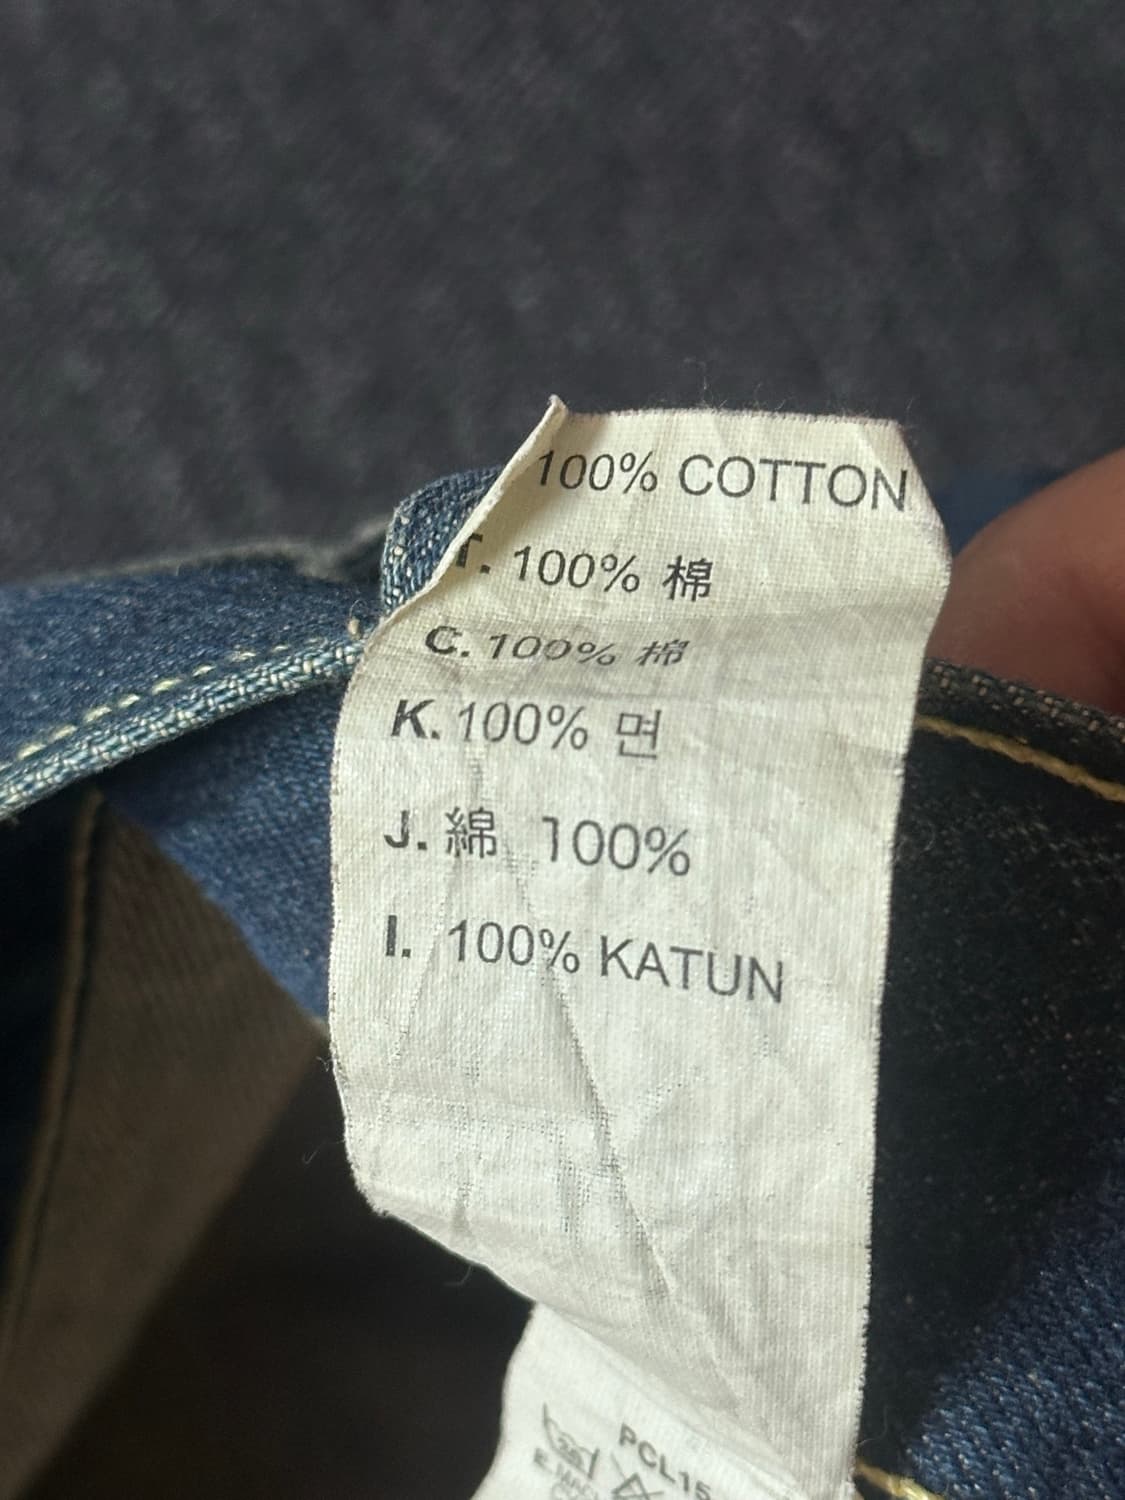 100% COTTON
T. 100% 棉
C. 100% 棉
K. 100% 면
J. 綿 100%
I. 100% KATUN
PCL15